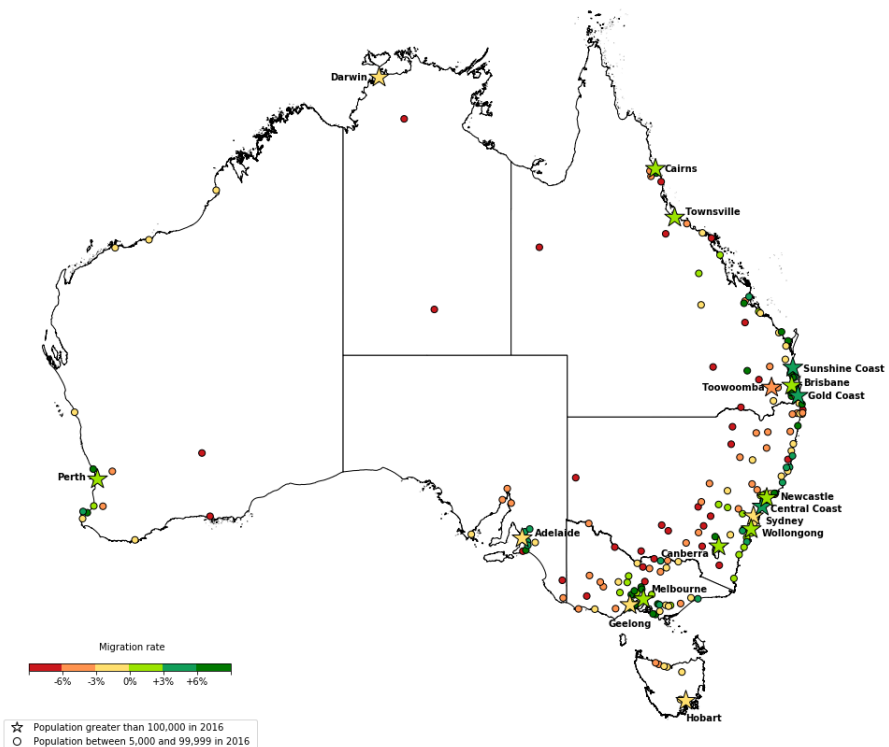 Darwin
Cairns
Townsville
Sunshine Coast
Toowoomba
Brisbane
Gold Coast
Perth
Newcastle
Central Coast
Adelaide
Sydney
Wollongong
Canberra
Melbourne
Geelong
Hobart
Migration rate
-6% -3% 0% +3% +6%
Population greater than 100,000 in 2016
Population between 5,000 and 99,999 in 2016